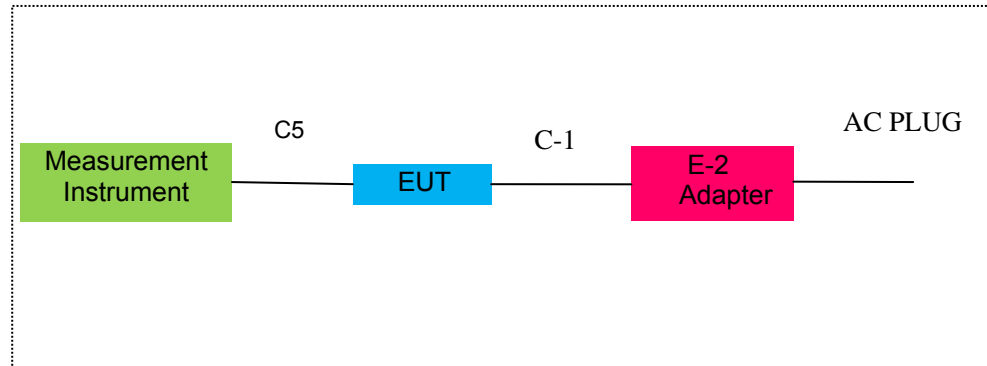 Measurement
Instrument
C5
EUT
C-1
E-2
Adapter
AC PLUG